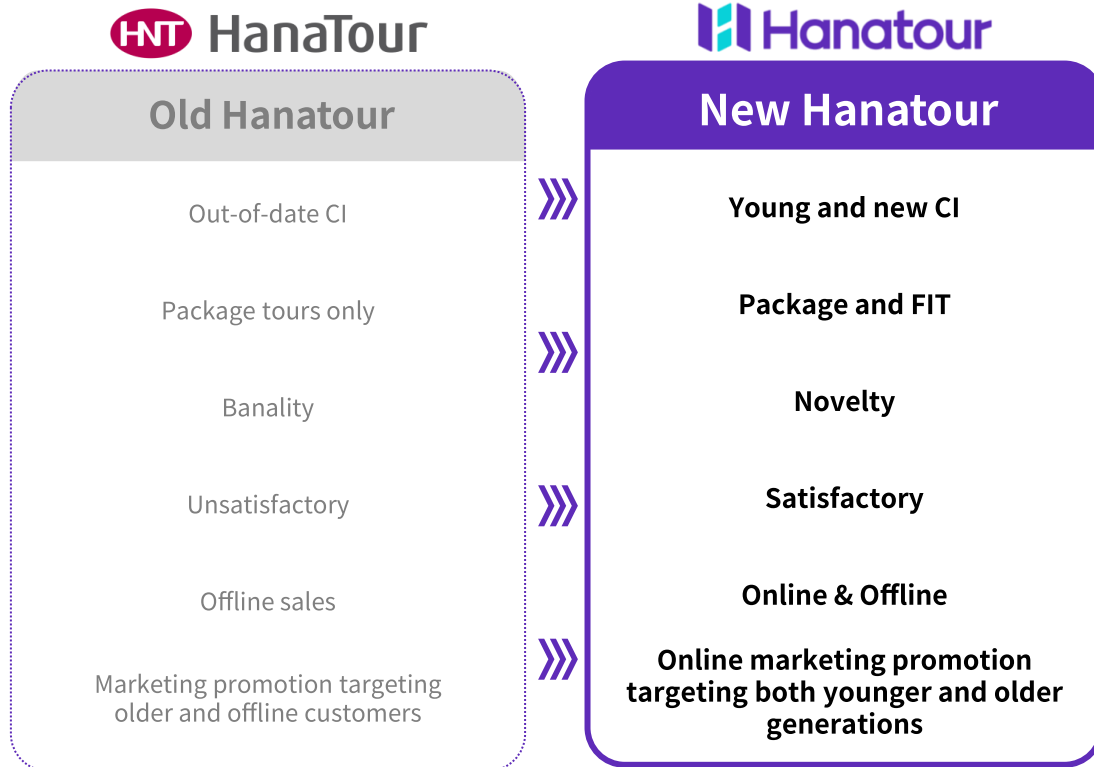 HNT HanaTour
Old Hanatour
Out-of-date CI
Package tours only
Banality
Unsatisfactory
Offline sales
Marketing promotion targeting
older and offline customers
Hanatour
New Hanatour
Young and new CI
Package and FIT
Novelty
Satisfactory
Online & Offline
Online marketing promotion
targeting both younger and older
generations